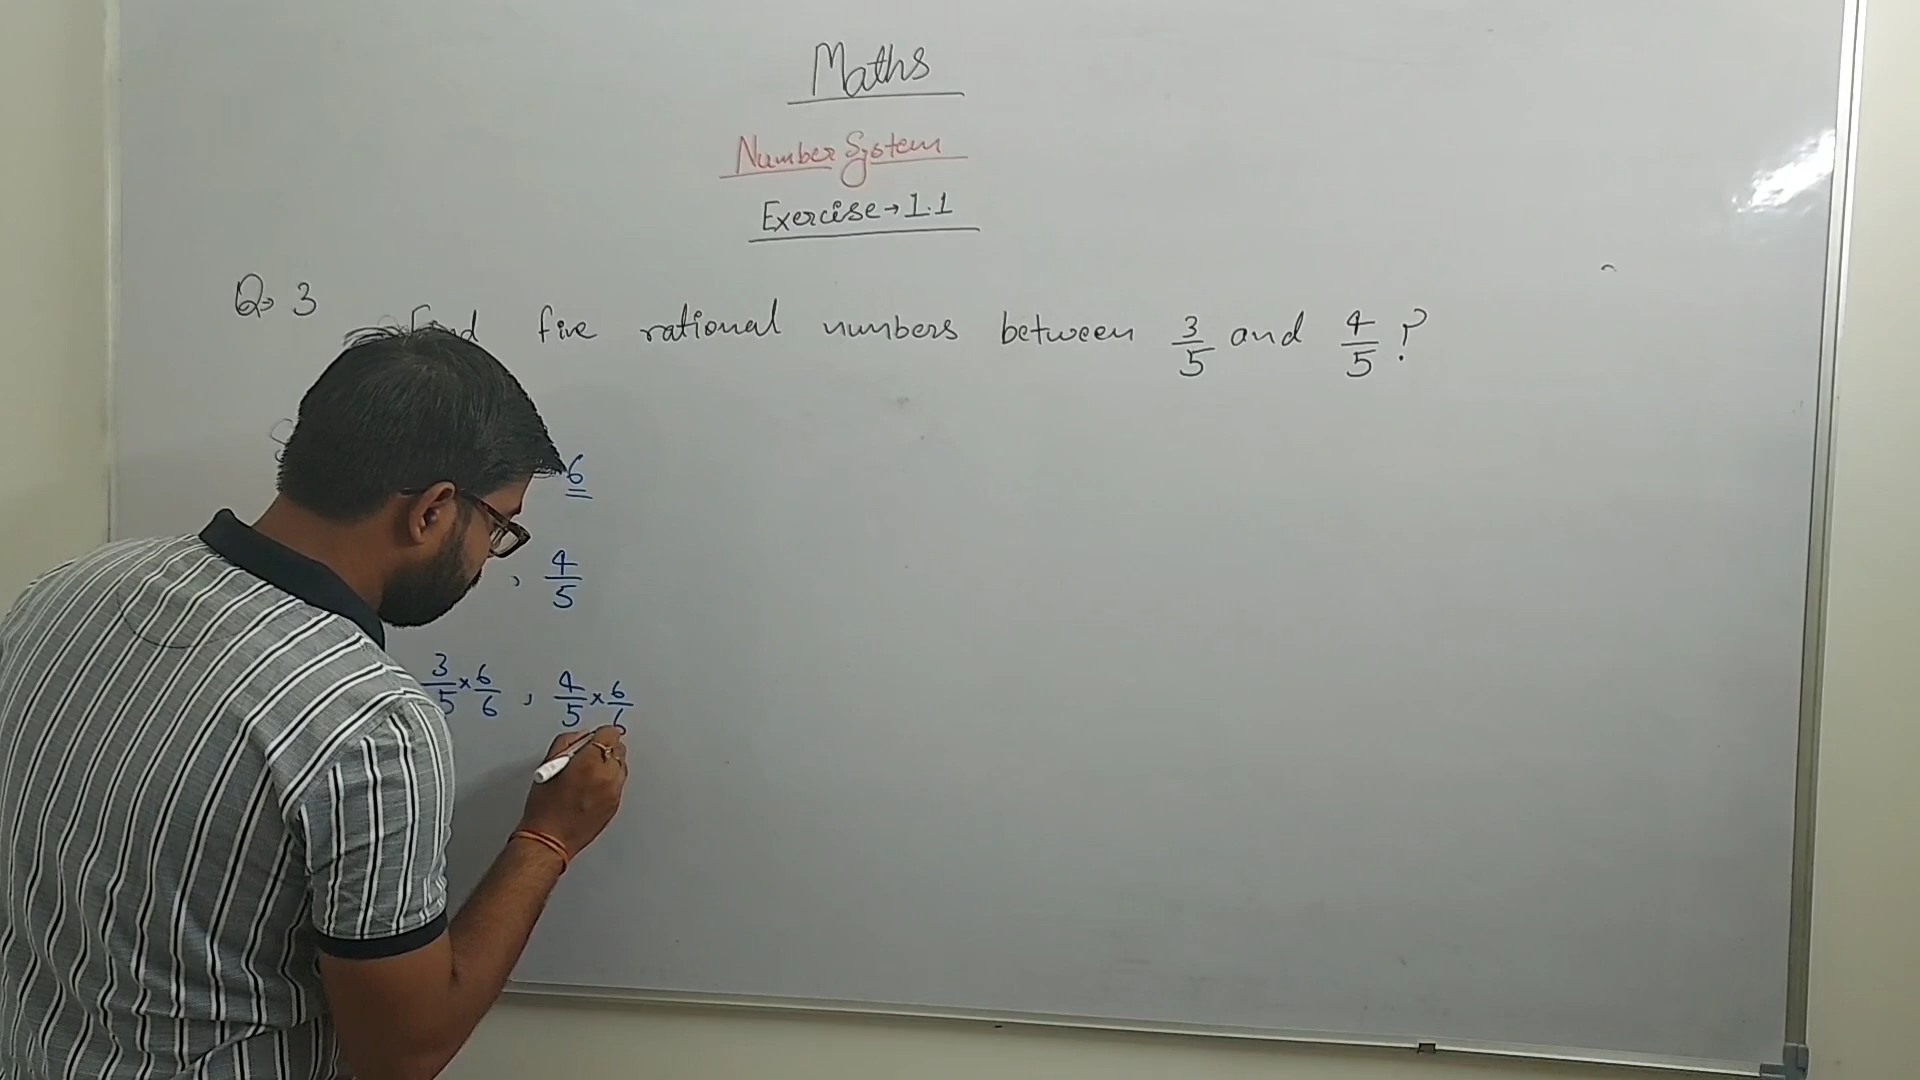 Maths
Number System
Exercise → 1.1
Q → 3 Find five rational numbers between 3/5 and 4/5 ?
6
, 4/5
3/5 × 6/6 , 4/5 × 6/6